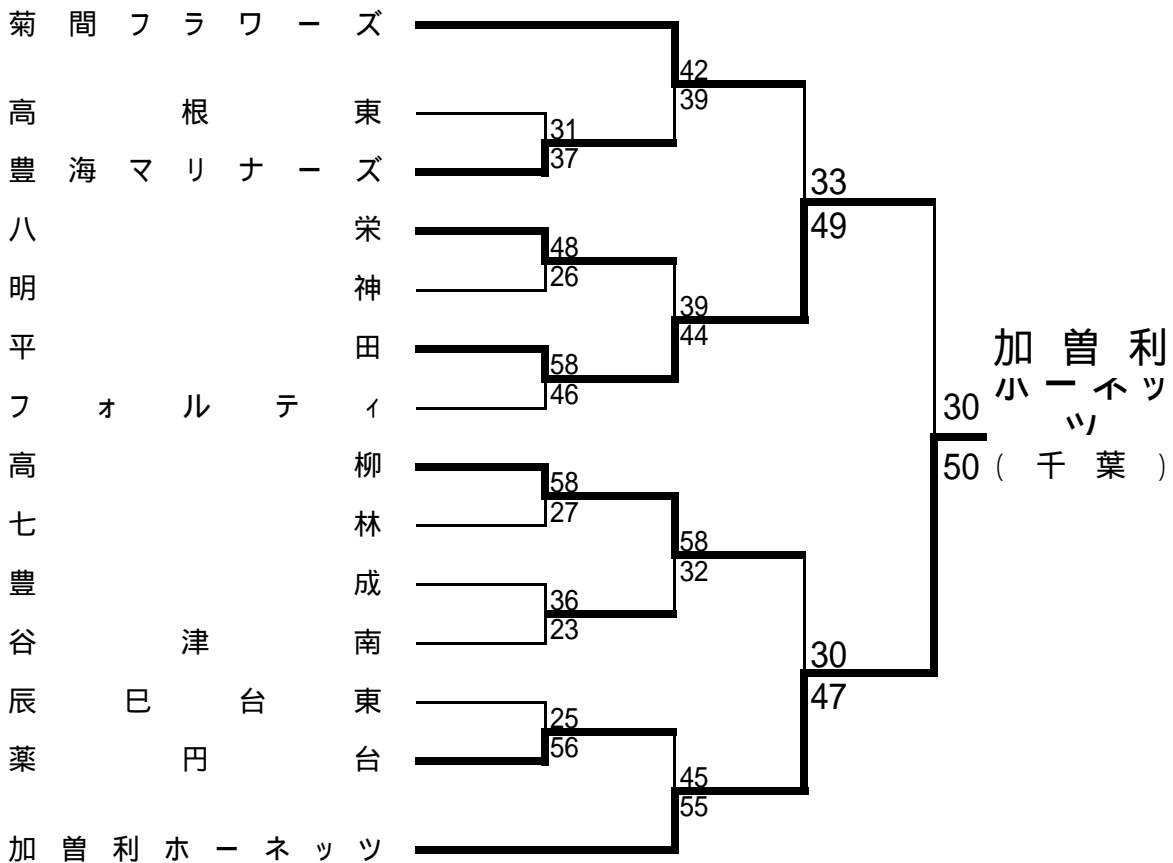 菊間フラワーズ
42
39
高根東
31
37
豊海マリナーズ
33
49
八栄
48
26
明神
39
44
平田
58
46
フォルティ
加曽利
ホーネッ
ツ
30
50
(千葉)
高柳
58
27
七林
58
32
豊成
36
23
谷津南
30
47
辰巳台東
25
56
薬円台
45
55
加曽利ホーネッツ